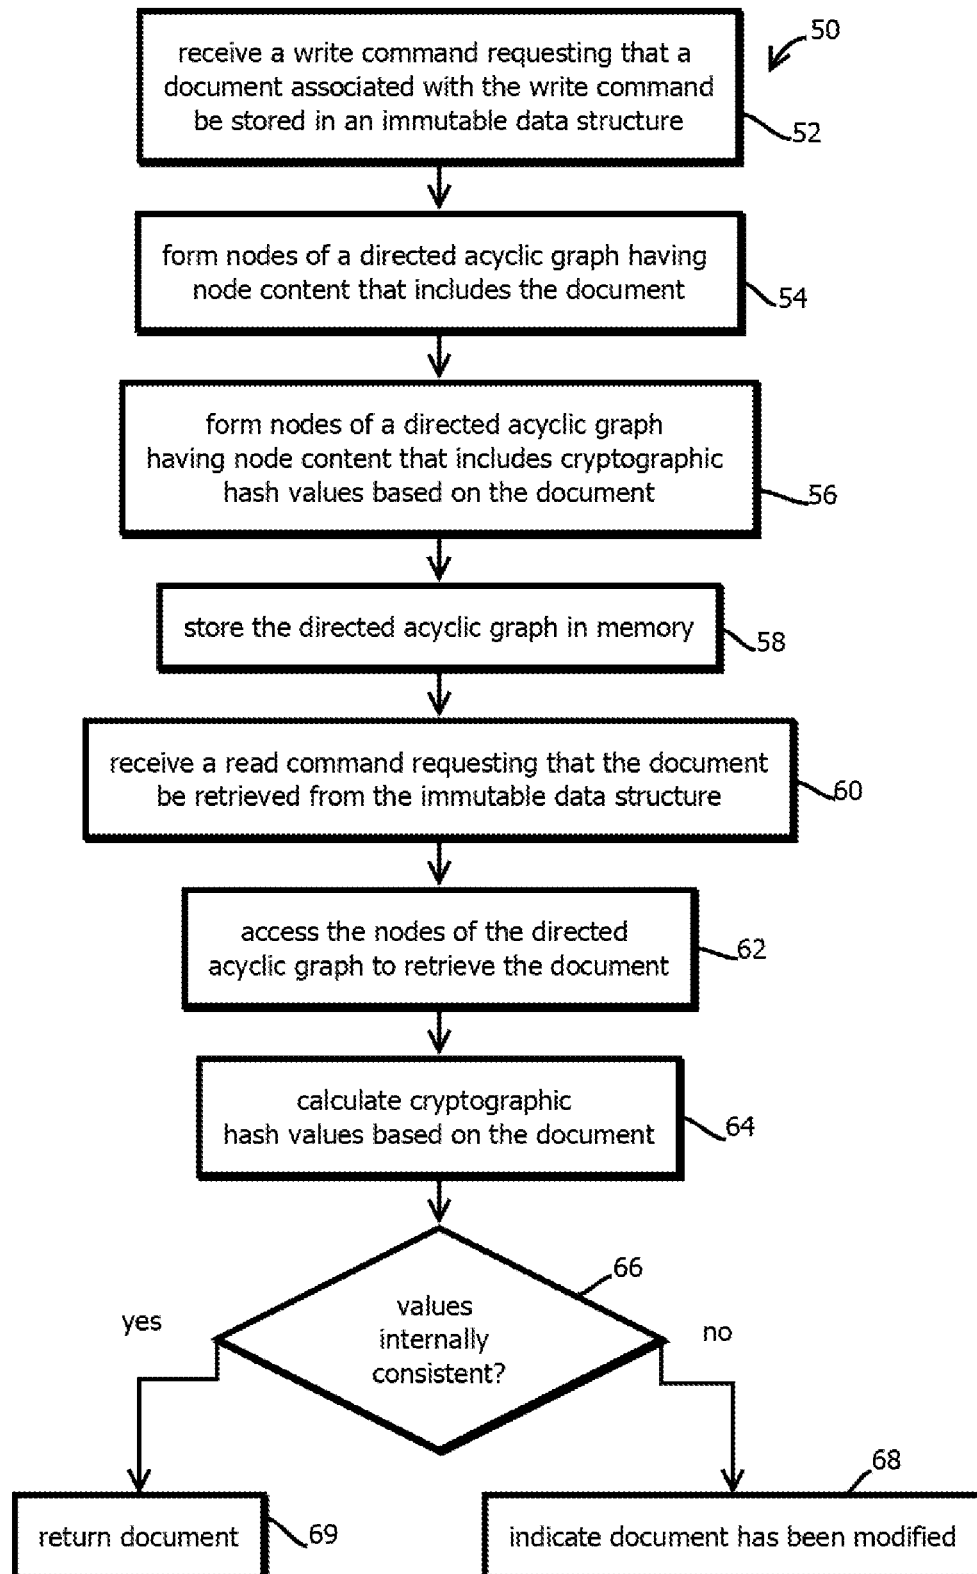 50
receive a write command requesting that a
document associated with the write command
be stored in an immutable data structure
52
form nodes of a directed acyclic graph having
node content that includes the document
54
form nodes of a directed acyclic graph
having node content that includes cryptographic
hash values based on the document
56
store the directed acyclic graph in memory
58
receive a read command requesting that the document
be retrieved from the immutable data structure
60
access the nodes of the directed
acyclic graph to retrieve the document
62
calculate cryptographic
hash values based on the document
64
66
values
internally
consistent?
yes
no
68
return document
69
indicate document has been modified